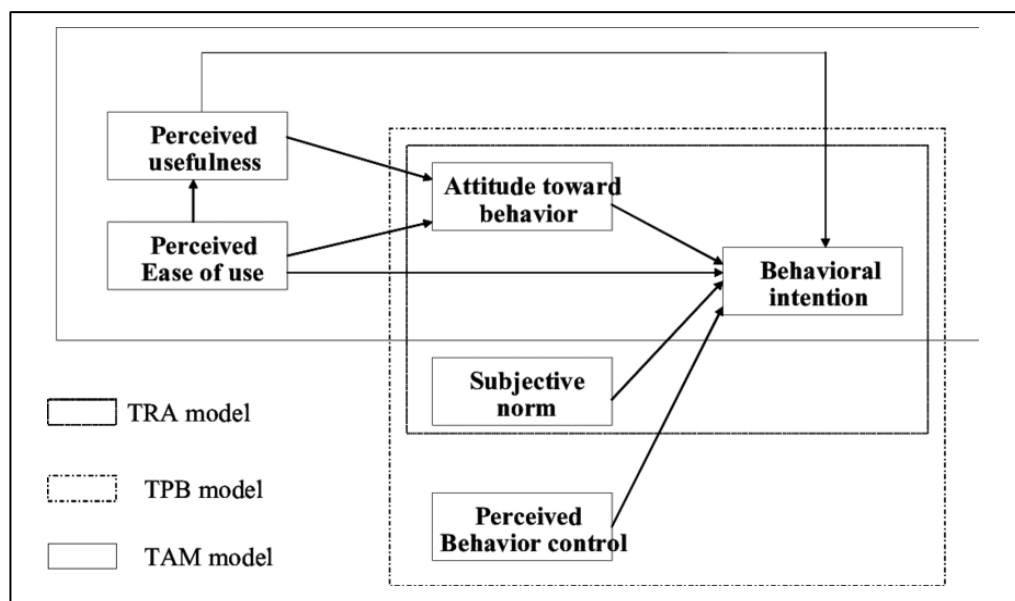 Perceived
usefulness
Perceived
Ease of use
Attitude toward
behavior
Behavioral
intention
Subjective
norm
Perceived
Behavior control
TRA model
TPB model
TAM model